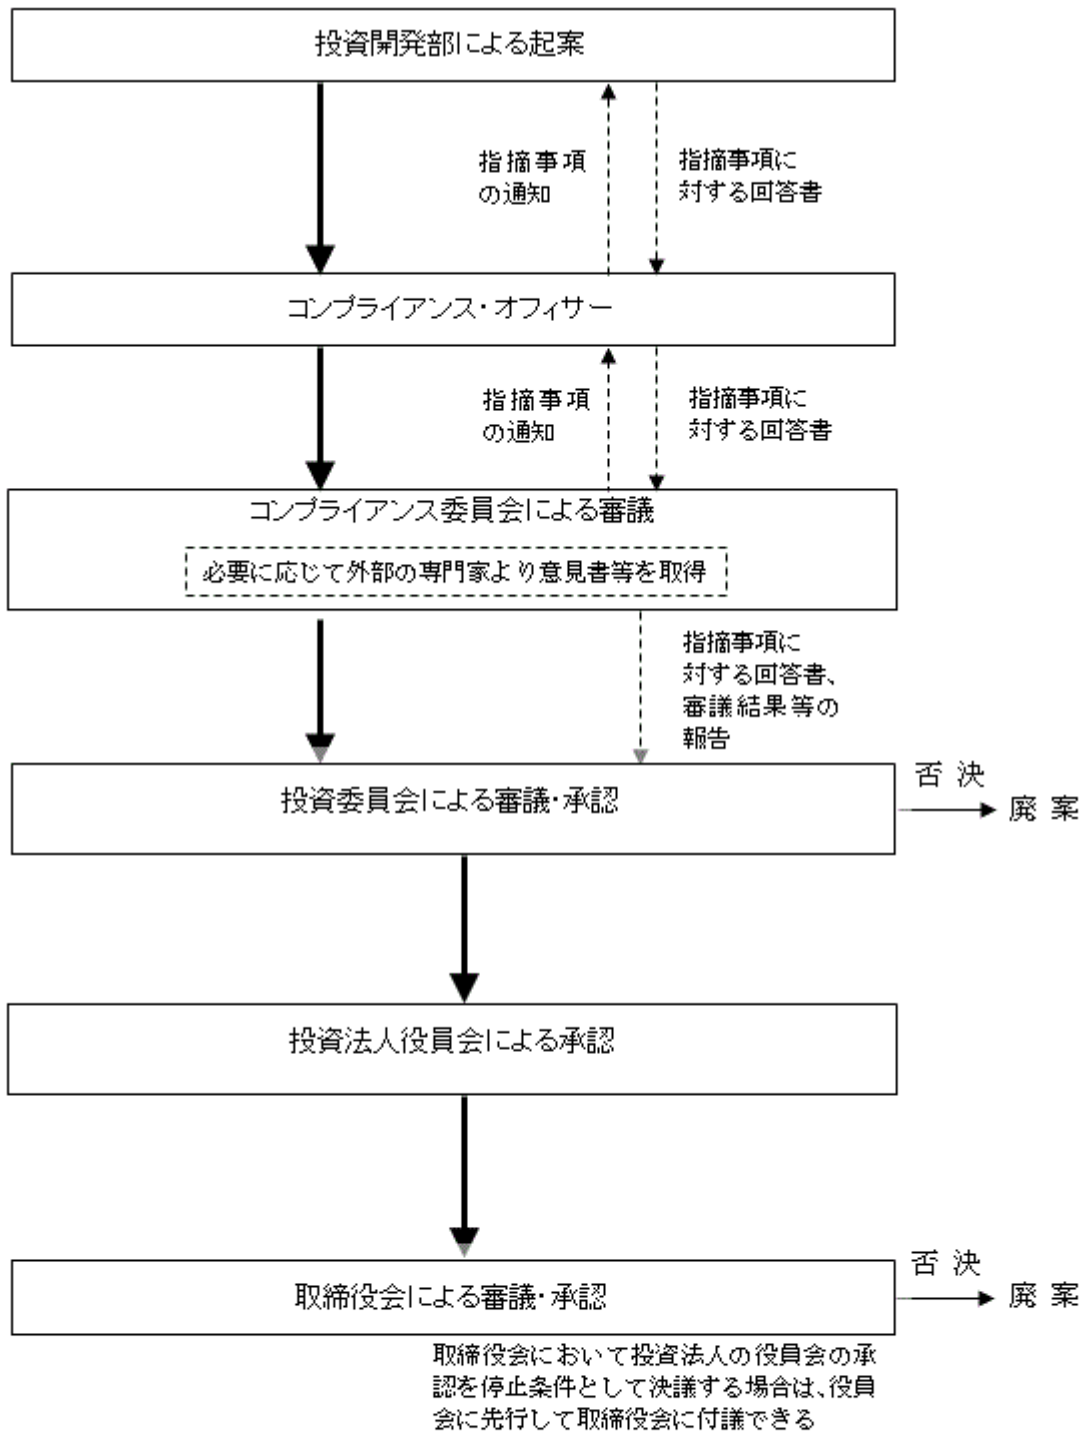 投資開発部による起案
指摘事項
の通知
指摘事項に
対する回答書
コンプライアンス・オフィサー
指摘事項
の通知
指摘事項に
対する回答書
コンプライアンス委員会による審議
必要に応じて外部の専門家より意見書等を取得
指摘事項に
対する回答書、
審議結果等の
報告
投資委員会による審議・承認
否決
廃案
投資法人役員会による承認
取締役会による審議・承認
否決
廃案
取締役会において投資法人の役員会の承
認を停止条件として決議する場合は、役員
会に先行して取締役会に付議できる